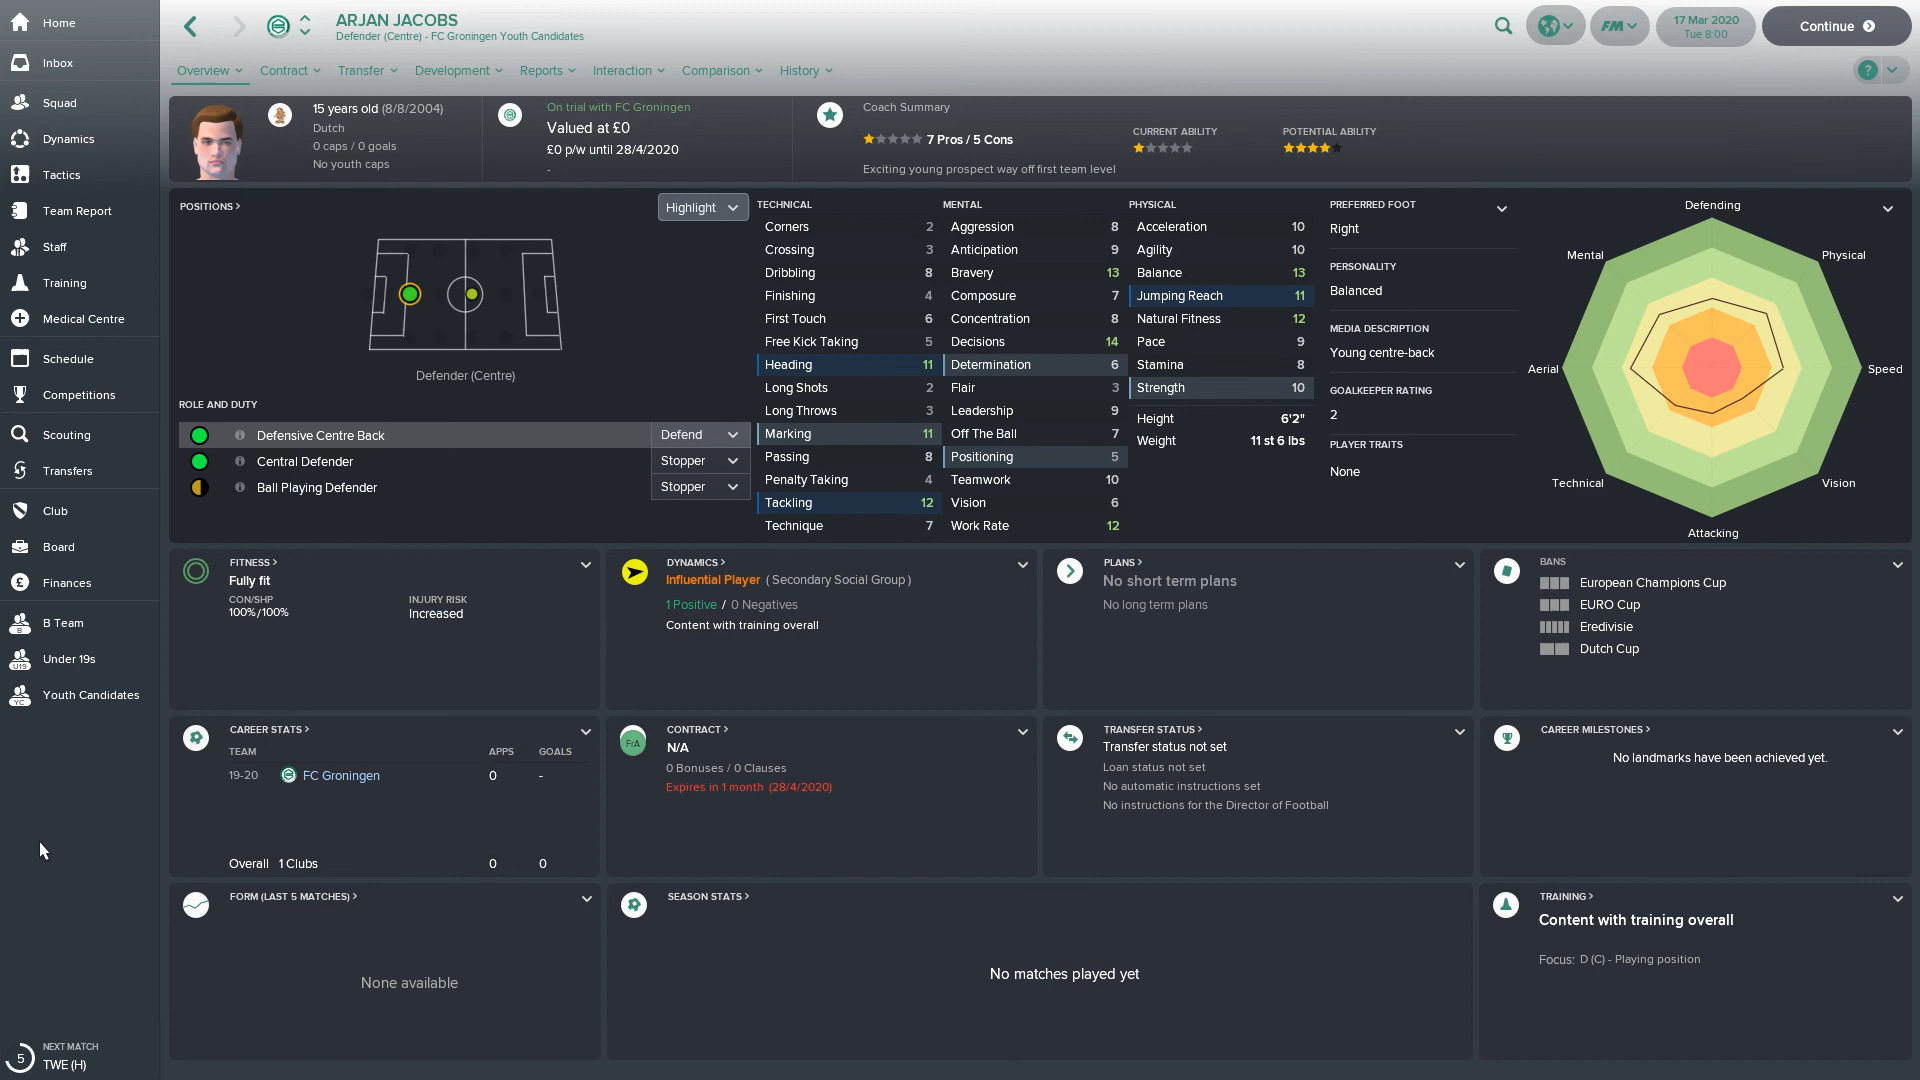 Home
Inbox
Squad
Dynamics
Tactics
Team Report
Staff
Training
Medical Centre
Schedule
Competitions
Scouting
Transfers
Club
Board
Finances
B Team
Under 19s
Youth Candidates
5
NEXT MATCH
TWE (H)
ARJAN JACOBS
Defender (Centre) - FC Groningen Youth Candidates
FM
17 Mar 2020
Tue 8:00
Continue
Overview Contract Transfer Development Reports Interaction Comparison History
?
15 years old (8/8/2004)
Dutch
0 caps / 0 goals
No youth caps
On trial with FC Groningen
Valued at £0
£0 p/w until 28/4/2020
-
Coach Summary
7 Pros / 5 Cons
Exciting young prospect way off first team level
CURRENT ABILITY
POTENTIAL ABILITY
POSITIONS >
Highlight
Defender (Centre)
ROLE AND DUTY
Defensive Centre Back Defend
Central Defender Stopper
Ball Playing Defender Stopper
TECHNICAL
Corners 2
Crossing 3
Dribbling 8
Finishing 4
First Touch 6
Free Kick Taking 5
Heading 11
Long Shots 2
Long Throws 3
Marking 11
Passing 8
Penalty Taking 4
Tackling 12
Technique 7
MENTAL
Aggression 8
Anticipation 9
Bravery 13
Composure 7
Concentration 8
Decisions 14
Determination 6
Flair 3
Leadership 9
Off The Ball 7
Positioning 5
Teamwork 10
Vision 6
Work Rate 12
PHYSICAL
Acceleration 10
Agility 10
Balance 13
Jumping Reach 11
Natural Fitness 12
Pace 9
Stamina 8
Strength 10
Height 6'2"
Weight 11 st 6 lbs
PREFERRED FOOT
Right
PERSONALITY
Balanced
MEDIA DESCRIPTION
Young centre-back
GOALKEEPER RATING
2
PLAYER TRAITS
None
Defending
Mental
Physical
Aerial
Speed
Technical
Vision
Attacking
FITNESS >
Fully fit
CON/SHP
100%/100%
INJURY RISK
Increased
DYNAMICS >
Influential Player ( Secondary Social Group )
1 Positive / 0 Negatives
Content with training overall
PLANS >
No short term plans
No long term plans
BANS
European Champions Cup
EURO Cup
Eredivisie
Dutch Cup
CAREER STATS >
TEAM APPS GOALS
19-20 FC Groningen 0 -
Overall 1 Clubs 0 0
FrA
CONTRACT >
N/A
0 Bonuses / 0 Clauses
Expires in 1 month (28/4/2020)
TRANSFER STATUS >
Transfer status not set
Loan status not set
No automatic instructions set
No instructions for the Director of Football
CAREER MILESTONES >
No landmarks have been achieved yet.
FORM (LAST 5 MATCHES) >
None available
SEASON STATS >
No matches played yet
TRAINING >
Content with training overall
Focus: D (C) - Playing position